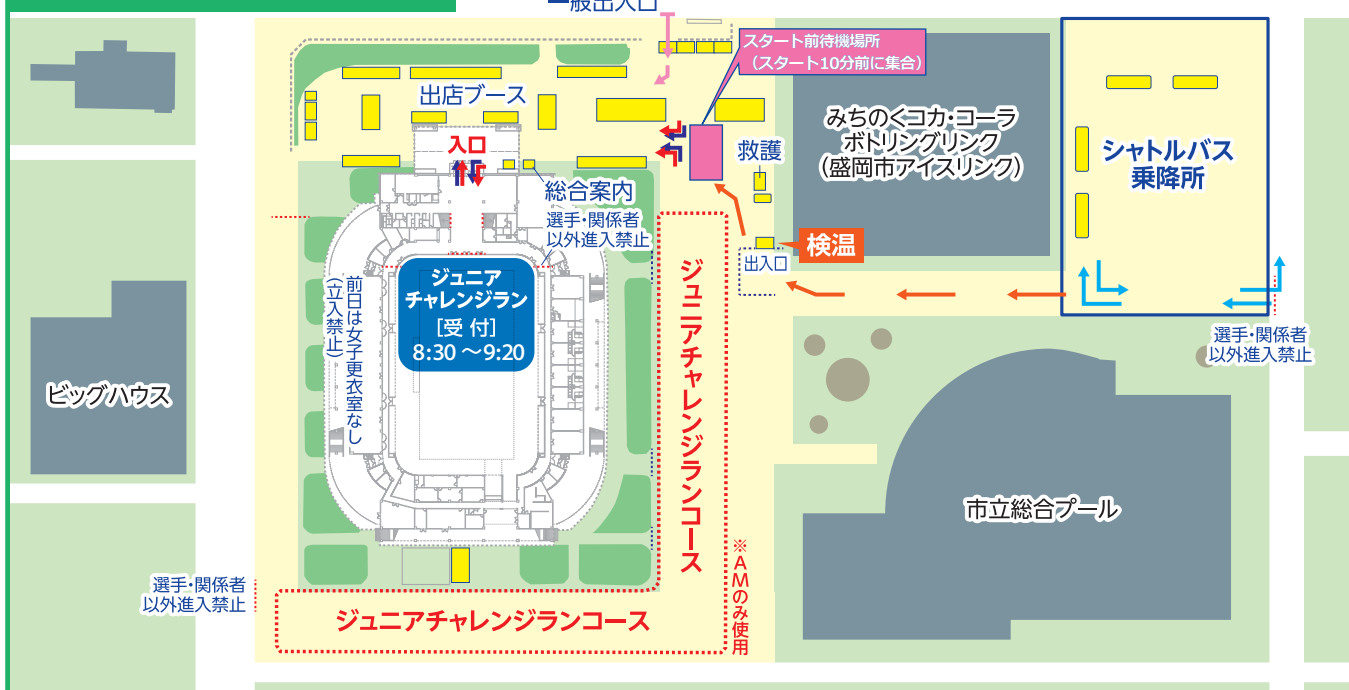 一般出入口
スタート前待機場所
（スタート10分前に集合）
出店ブース
入口
総合案内
選手・関係者
以外進入禁止
救護
みちのくコカ・コーラ
ボトリングリンク
(盛岡市アイスリンク)
シャトルバス
乗降所
検温
出入口
ジュニア
チャレンジラン
［受 付］
8:30 ～9:20
前日は女子更衣室なし
(立入禁止)
ジュニアチャレンジランコース
選手・関係者
以外進入禁止
ビッグハウス
市立総合プール
※AMのみ使用
選手・関係者
以外進入禁止
ジュニアチャレンジランコース